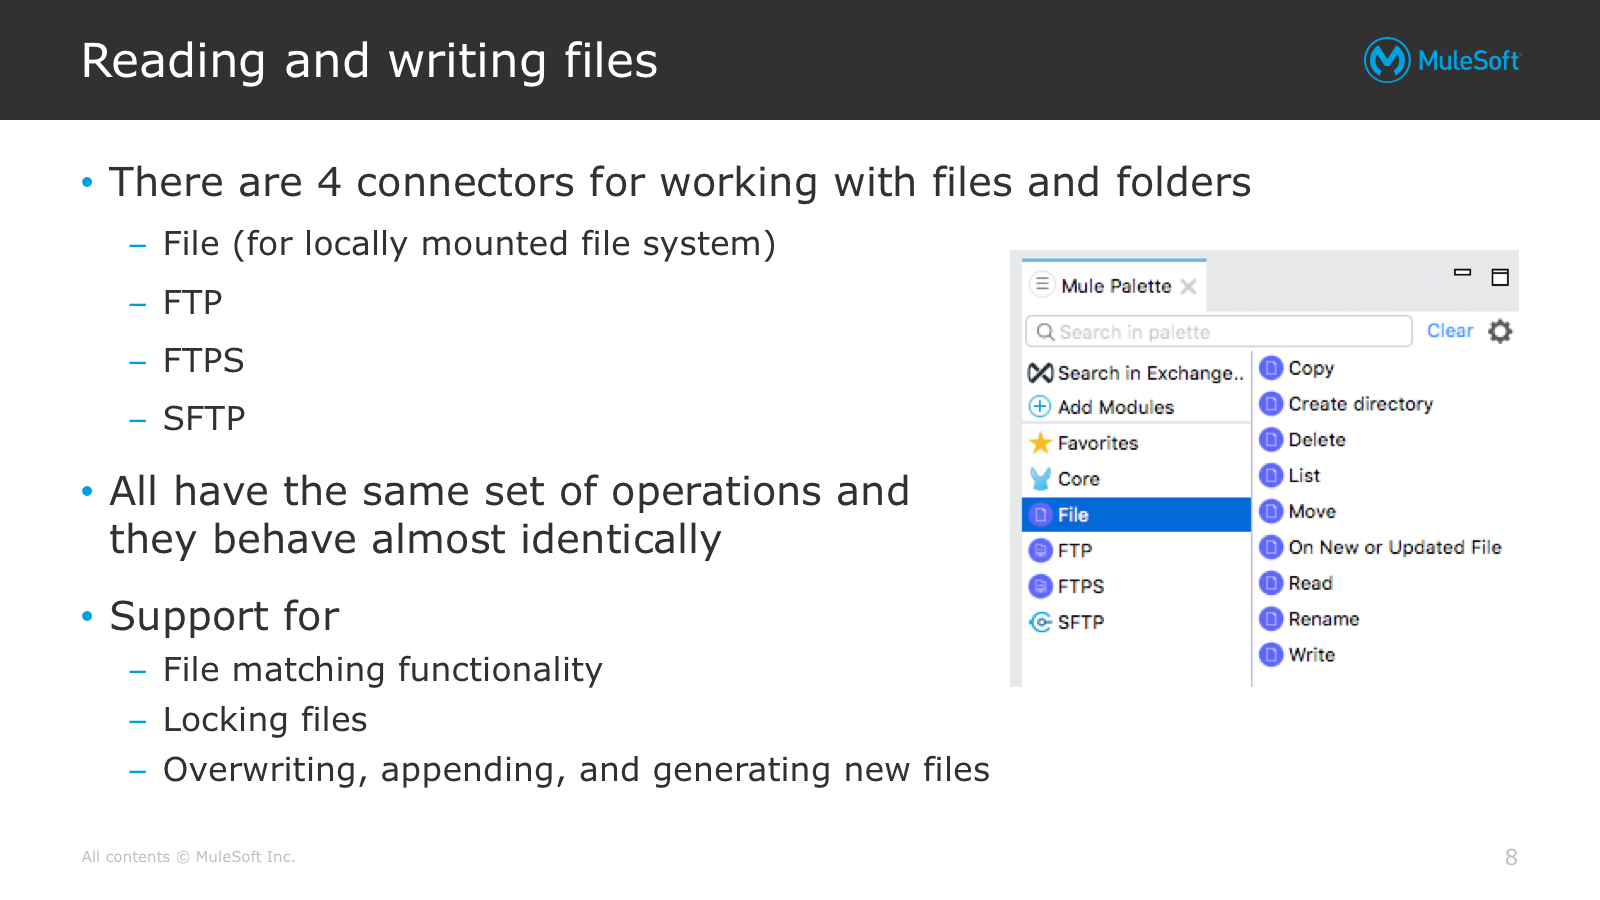 Reading and writing files
MuleSoft
• There are 4 connectors for working with files and folders
– File (for locally mounted file system)
– FTP
– FTPS
– SFTP
• All have the same set of operations and
they behave almost identically
• Support for
– File matching functionality
– Locking files
– Overwriting, appending, and generating new files
Mule Palette
Search in palette
Clear
Search in Exchange..
Add Modules
Favorites
Core
File
FTP
FTPS
SFTP
Copy
Create directory
Delete
List
Move
On New or Updated File
Read
Rename
Write
All contents © MuleSoft Inc.
8